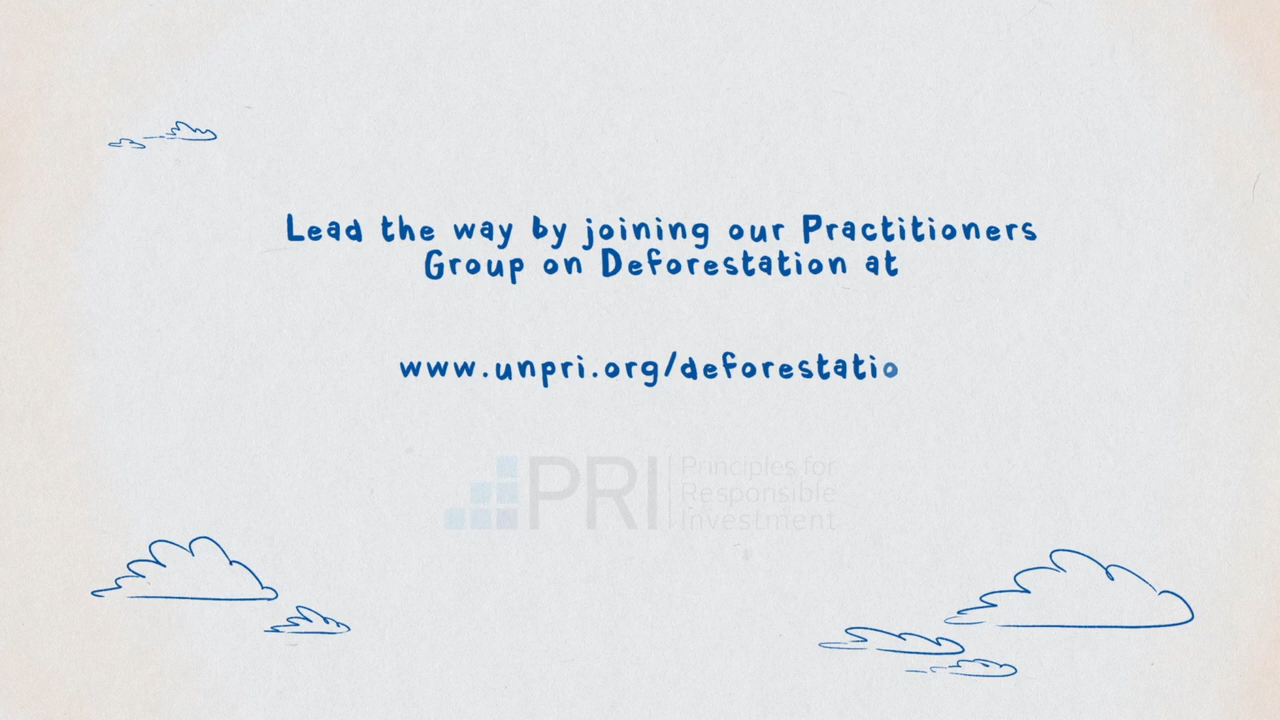 Lead the way by joining our Practitioners
Group on Deforestation at
www.unpri.org/deforestatio
PRI
Principles for
Responsible
Investment